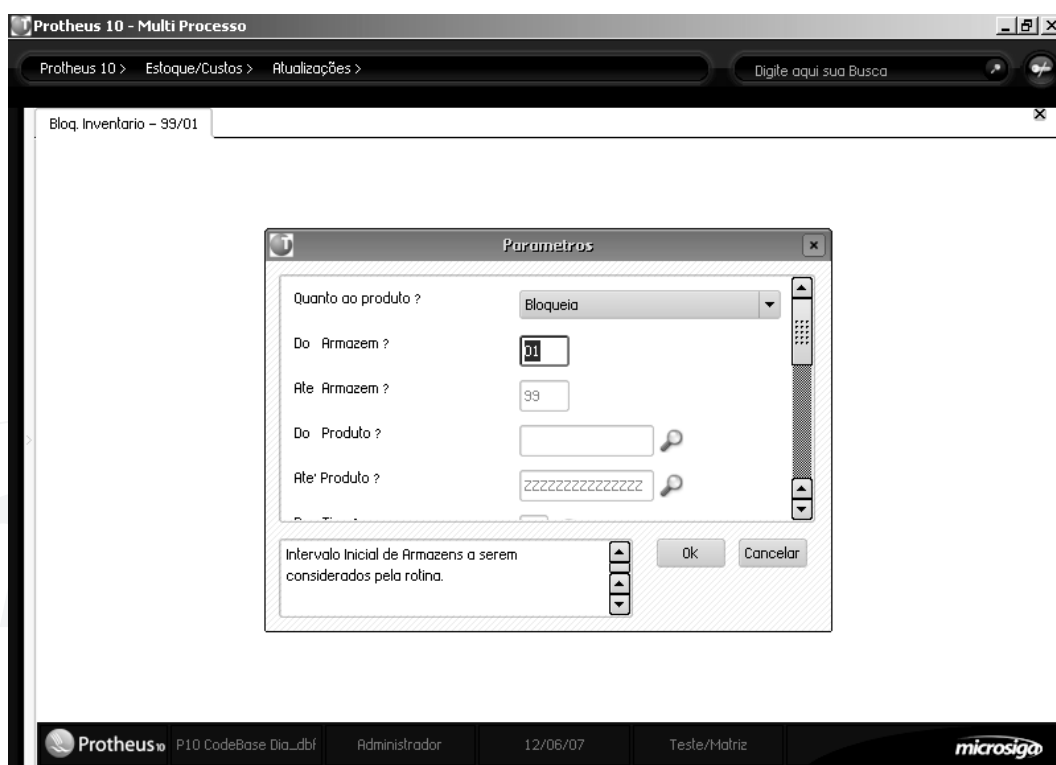 Protheus 10 - Multi Processo
Protheus 10 > Estoque/Custos > Atualizações >
Digite aqui sua Busca
Bloq. Inventario - 99/01
Parametros
Quanto ao produto ? Bloqueia
Do Armazem ? 01
Ate Armazem ? 99
Do Produto ?
Ate' Produto ? ZZZZZZZZZZZZZZZ
Intervalo Inicial de Armazens a serem
considerados pela rotina.
Ok Cancelar
Protheus 10 P10 CodeBase Dia_dbf Administrador 12/06/07 Teste/Matriz microsiga